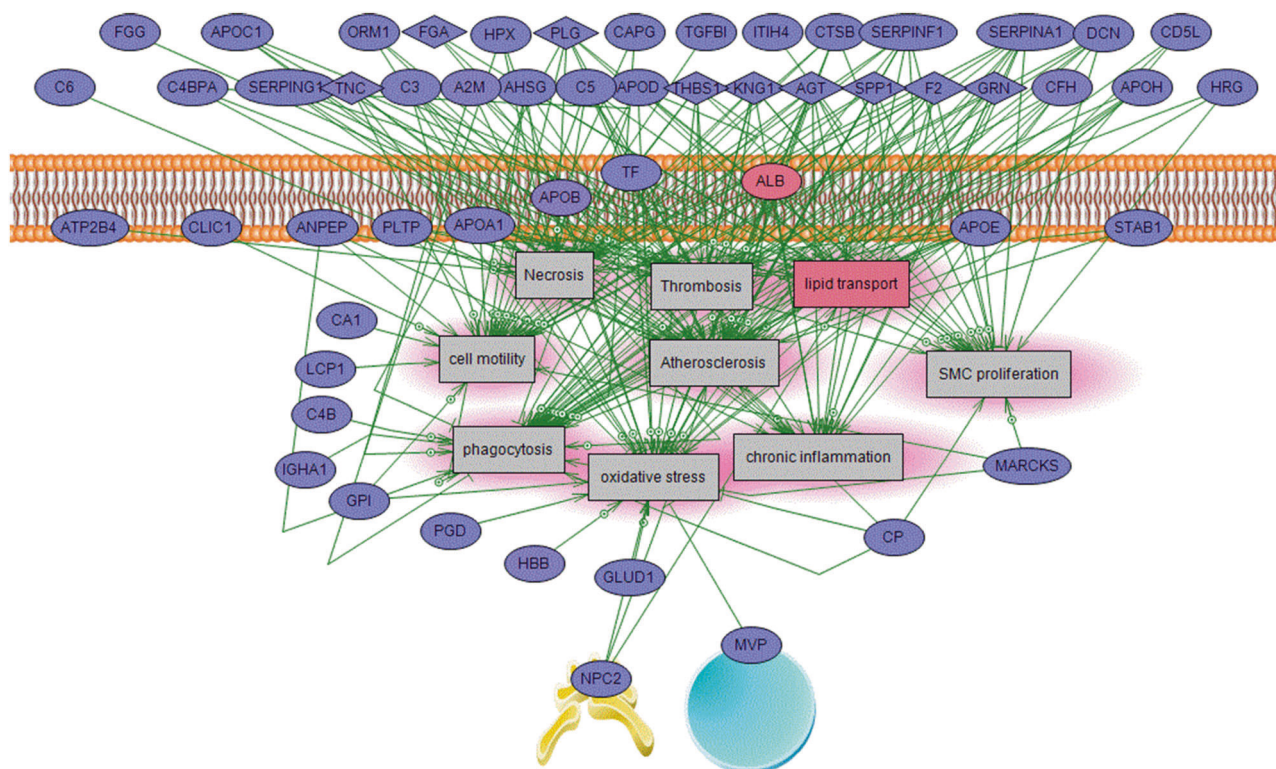 FGG APOC1 ORM1 FGA HPX PLG CAPG TGFBI ITIH4 CTSB SERPINF1 SERPINA1 DCN CD5L
C6 C4BPA SERPING1 TNC C3 A2M AHSG C5 APOD THBS1 KNG1 AGT SPP1 F2 GRN CFH APOH HRG
TF ALB
APOB
ATP2B4 CLIC1 ANPEP PLTP APOA1 APOE STAB1
Necrosis Thrombosis lipid transport
CA1
cell motility Atherosclerosis SMC proliferation
LCP1
C4B
phagocytosis chronic inflammation
IGHA1 MARCKS
oxidative stress
GPI
PGD CP
HBB
GLUD1
MVP
NPC2